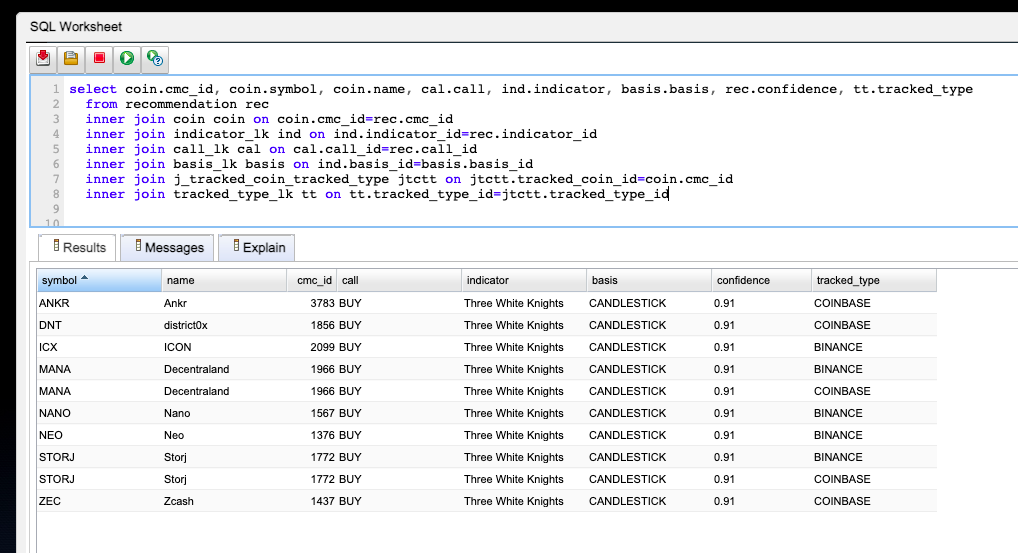 SQL Worksheet
1 select coin.cmc_id, coin.symbol, coin.name, cal.call, ind.indicator, basis.basis, rec.confidence, tt.tracked_type
2 from recommendation rec
3 inner join coin coin on coin.cmc_id=rec.cmc_id
4 inner join indicator_lk ind on ind.indicator_id=rec.indicator_id
5 inner join call_lk cal on cal.call_id=rec.call_id
6 inner join basis_lk basis on ind.basis_id=basis.basis_id
7 inner join j_tracked_coin_tracked_type jtctt on jtctt.tracked_coin_id=coin.cmc_id
8 inner join tracked_type_lk tt on tt.tracked_type_id=jtctt.tracked_type_id
9
10
Results Messages Explain
symbol name cmc_id call indicator basis confidence tracked_type
ANKR Ankr 3783 BUY Three White Knights CANDLESTICK 0.91 COINBASE
DNT district0x 1856 BUY Three White Knights CANDLESTICK 0.91 COINBASE
ICX ICON 2099 BUY Three White Knights CANDLESTICK 0.91 BINANCE
MANA Decentraland 1966 BUY Three White Knights CANDLESTICK 0.91 BINANCE
MANA Decentraland 1966 BUY Three White Knights CANDLESTICK 0.91 COINBASE
NANO Nano 1567 BUY Three White Knights CANDLESTICK 0.91 BINANCE
NEO Neo 1376 BUY Three White Knights CANDLESTICK 0.91 BINANCE
STORJ Storj 1772 BUY Three White Knights CANDLESTICK 0.91 BINANCE
STORJ Storj 1772 BUY Three White Knights CANDLESTICK 0.91 COINBASE
ZEC Zcash 1437 BUY Three White Knights CANDLESTICK 0.91 COINBASE